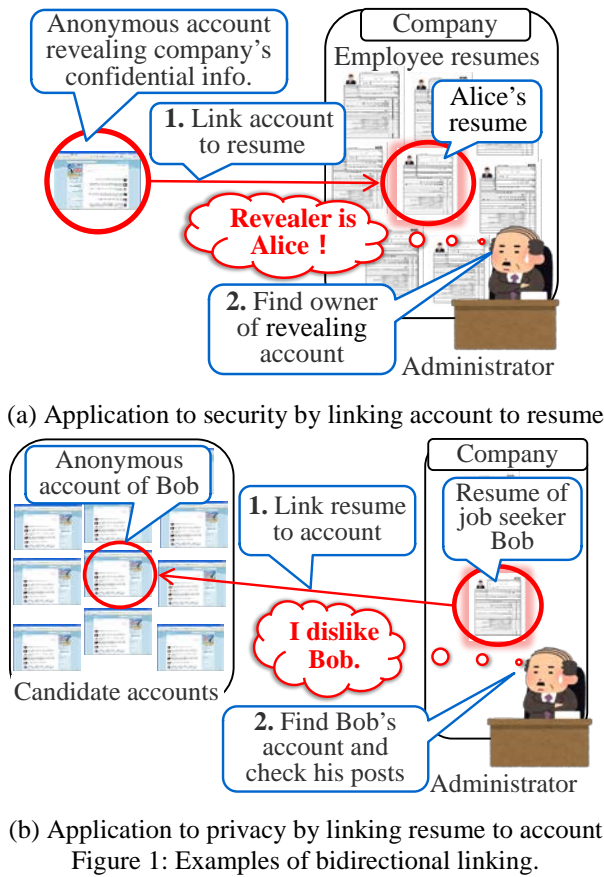 Anonymous account
revealing company's
confidential info.
Company
Employee resumes
Alice's
resume
1. Link account
to resume
Revealer is
Alice !
2. Find owner
of revealing
account
Administrator
(a) Application to security by linking account to resume
Anonymous
account of Bob
Company
1. Link resume
to account
Resume of
job seeker
Bob
I dislike
Bob.
Candidate accounts
2. Find Bob's
account and
check his posts
Administrator
(b) Application to privacy by linking resume to account
Figure 1: Examples of bidirectional linking.